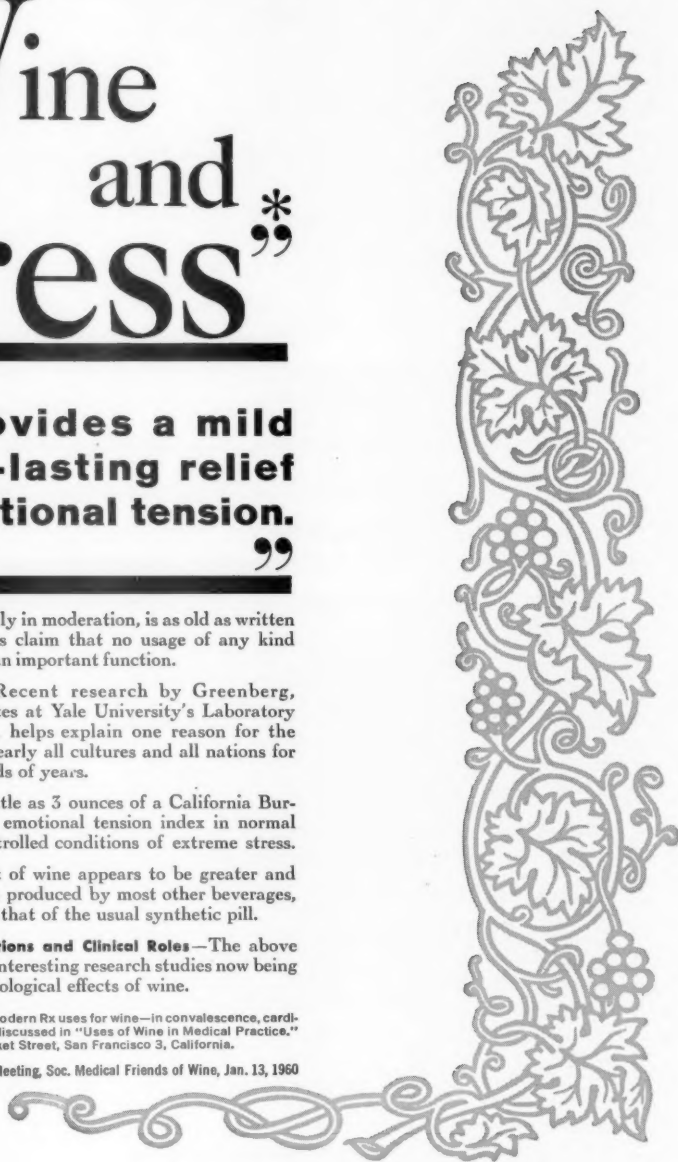 ine
and *
ess”
vides a mild
-lasting relief
tional tension.
”
ly in moderation, is as old as written
s claim that no usage of any kind
n important function.
Recent research by Greenberg,
es at Yale University's Laboratory
helps explain one reason for the
early all cultures and all nations for
ds of years.
tle as 3 ounces of a California Bur-
emotional tension index in normal
trolled conditions of extreme stress.
of wine appears to be greater and
produced by most other beverages,
that of the usual synthetic pill.
tions and Clinical Roles—The above
nteresting research studies now being
ological effects of wine.
odern Rx uses for wine—in convalescence, cardi-
discussed in "Uses of Wine in Medical Practice."
ket Street, San Francisco 3, California.
Meeting, Soc. Medical Friends of Wine, Jan. 13, 1960